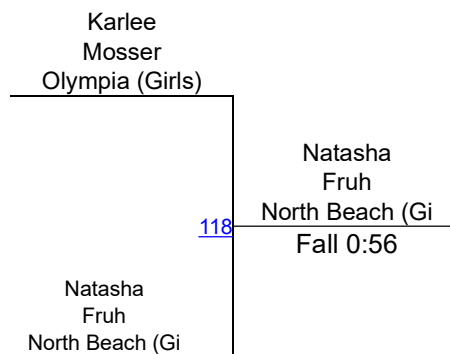 Karlee
Mosser
Olympia (Girls)
Natasha
Fruh
North Beach (Gi
118
Fall 0:56
Natasha
Fruh
North Beach (Gi